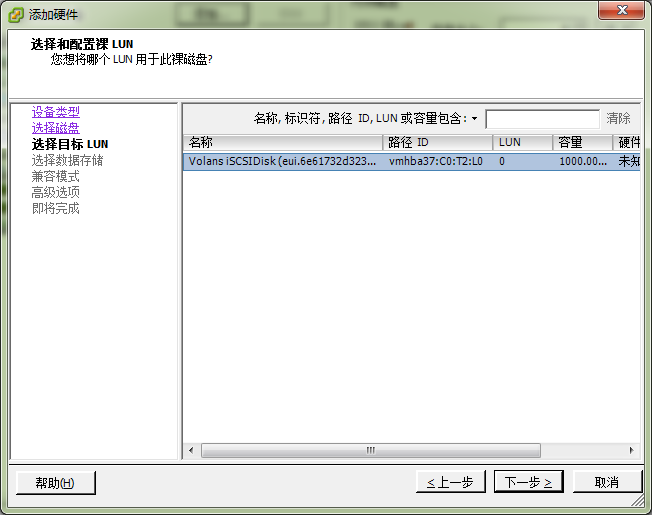 添加硬件
选择和配置裸 LUN
您想将哪个 LUN 用于此裸磁盘?
设备类型
选择磁盘
选择目标 LUN
选择数据存储
兼容模式
高级选项
即将完成
名称, 标识符, 路径 ID, LUN 或容量包含: 清除
名称 路径 ID LUN 容量 硬件
Volans iSCSIDisk (eui.6e61732d323... vmhba37:C0:T2:L0 0 1000.00... 未知
帮助(H) < 上一步 下一步 > 取消